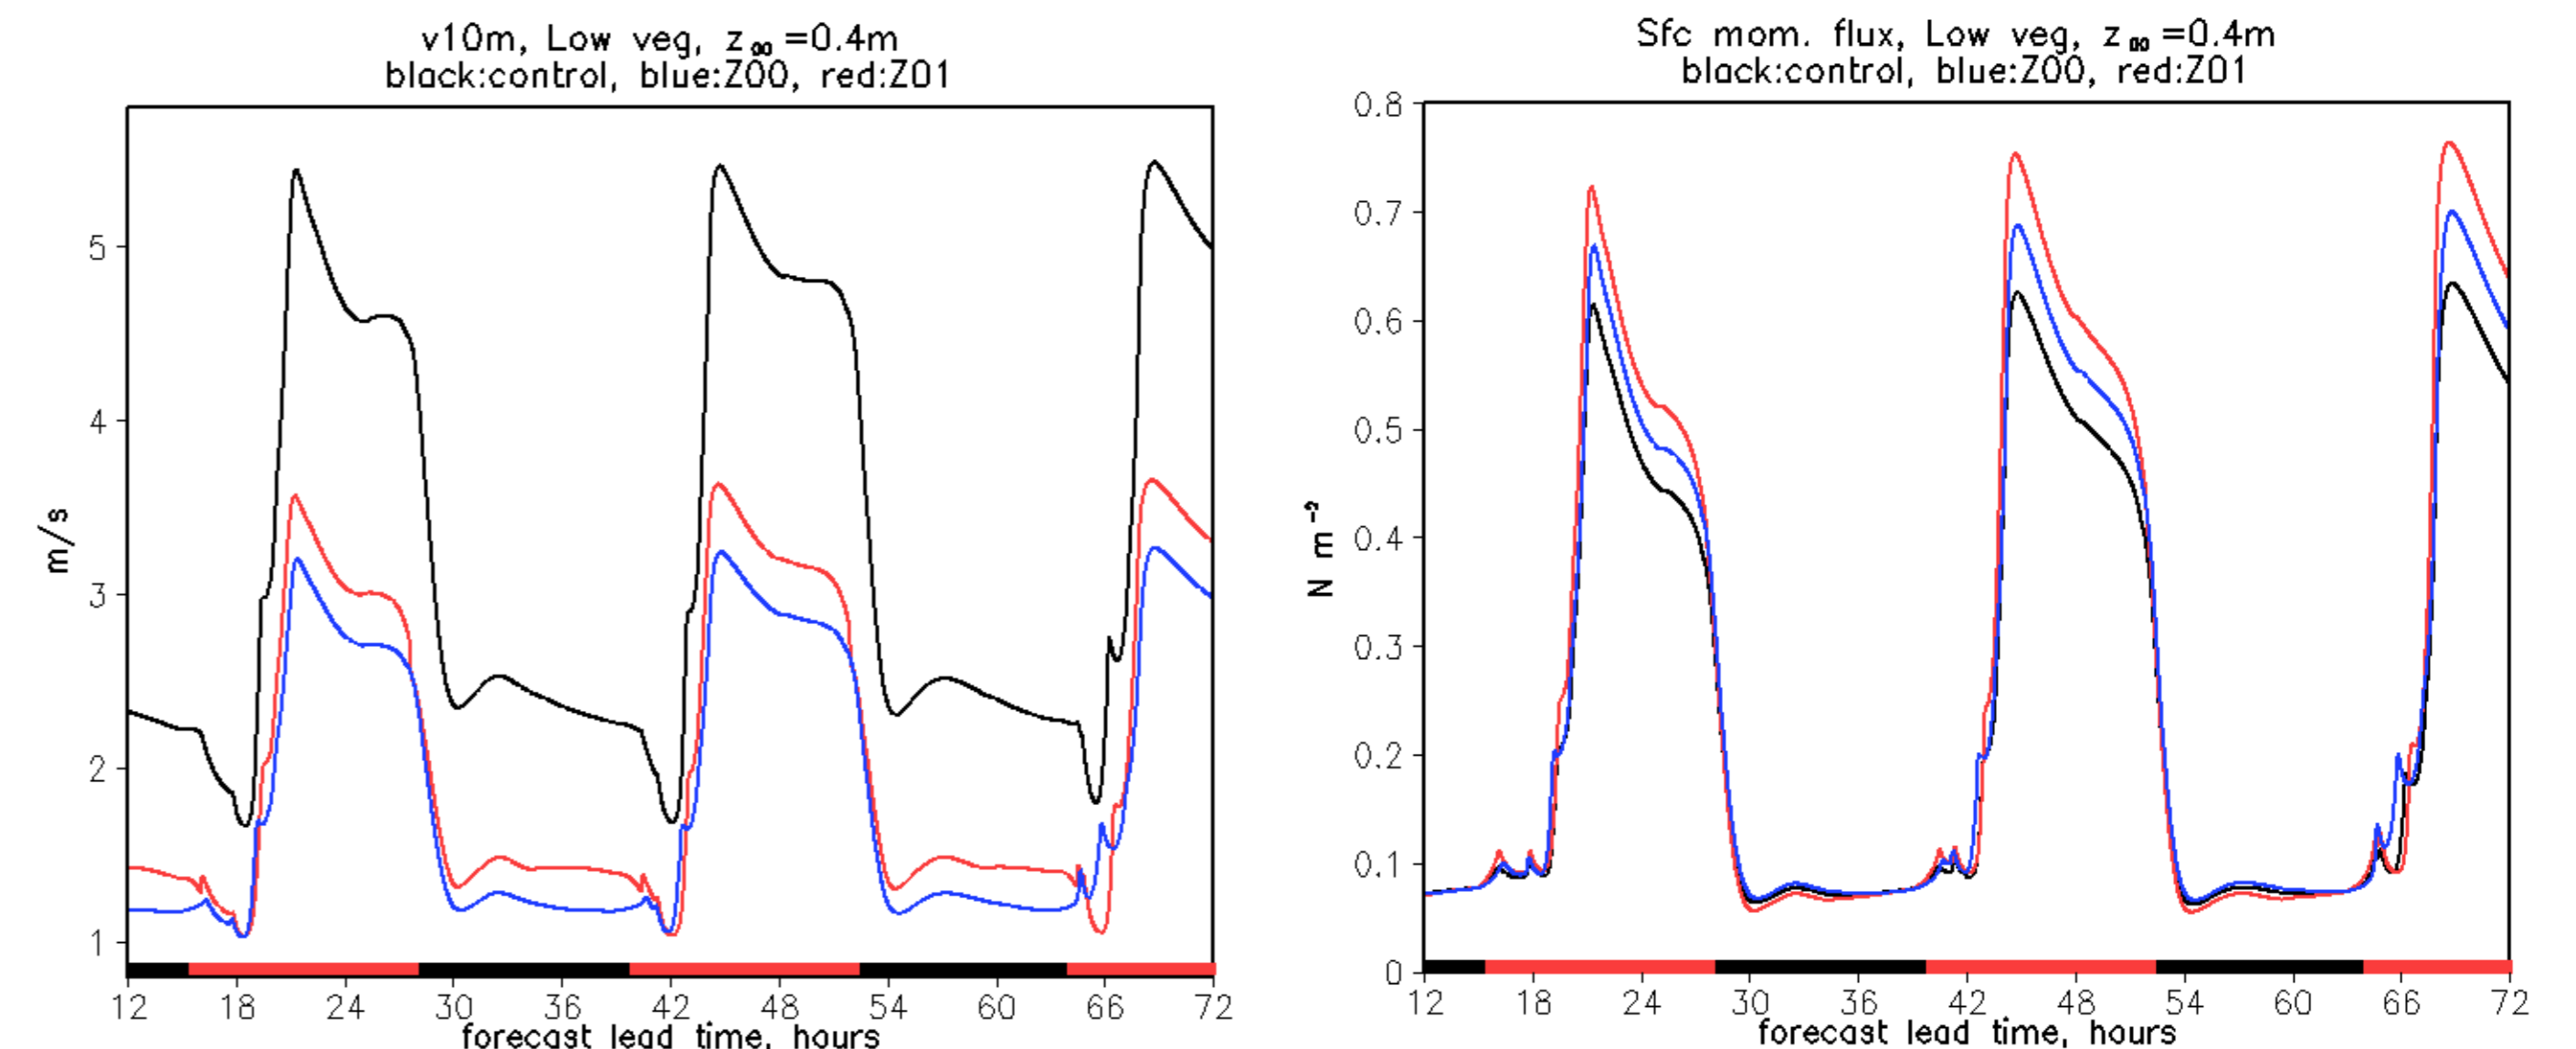 v10m, Low veg, z₀₀=0.4m
black:control, blue:Z00, red:Z01
5
4
3
2
1
m/s
12 18 24 30 36 42 48 54 60 66 72
forecast lead time, hours
Sfc mom. flux, Low veg, z₀₀=0.4m
black:control, blue:Z00, red:Z01
0.8
0.7
0.6
0.5
0.4
0.3
0.2
0.1
0
N m⁻²
12 18 24 30 36 42 48 54 60 66 72
forecast lead time, hours